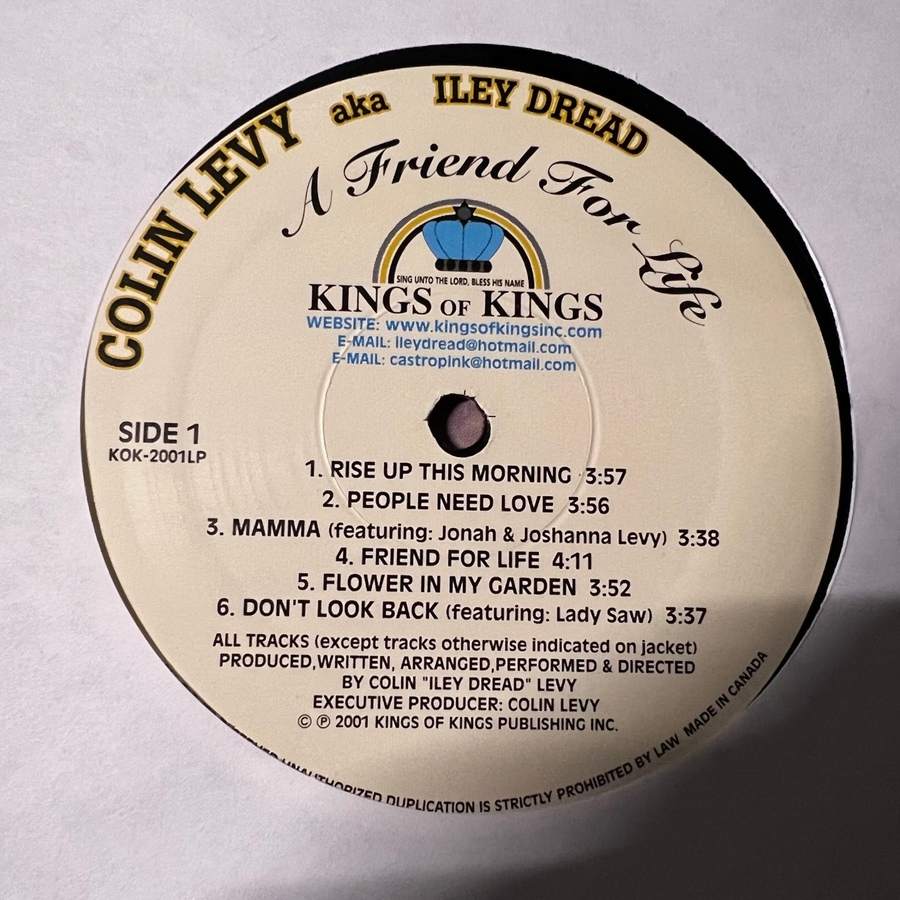 COLIN LEVY aka ILEY DREAD
A Friend For Life
SING UNTO THE LORD, BLESS HIS NAME
KINGS OF KINGS
WEBSITE: www.kingsofkingsinc.com
E-MAIL: ileydread@hotmail.com
E-MAIL: castropink@hotmail.com
SIDE 1
KOK-2001LP
1. RISE UP THIS MORNING 3:57
2. PEOPLE NEED LOVE 3:56
3. MAMMA (featuring: Jonah & Joshanna Levy) 3:38
4. FRIEND FOR LIFE 4:11
5. FLOWER IN MY GARDEN 3:52
6. DON'T LOOK BACK (featuring: Lady Saw) 3:37
ALL TRACKS (except tracks otherwise indicated on jacket)
PRODUCED,WRITTEN, ARRANGED,PERFORMED & DIRECTED
BY COLIN "ILEY DREAD" LEVY
EXECUTIVE PRODUCER: COLIN LEVY
© ℗ 2001 KINGS OF KINGS PUBLISHING INC.
UNAUTHORIZED DUPLICATION IS STRICTLY PROHIBITED BY LAW MADE IN CANADA